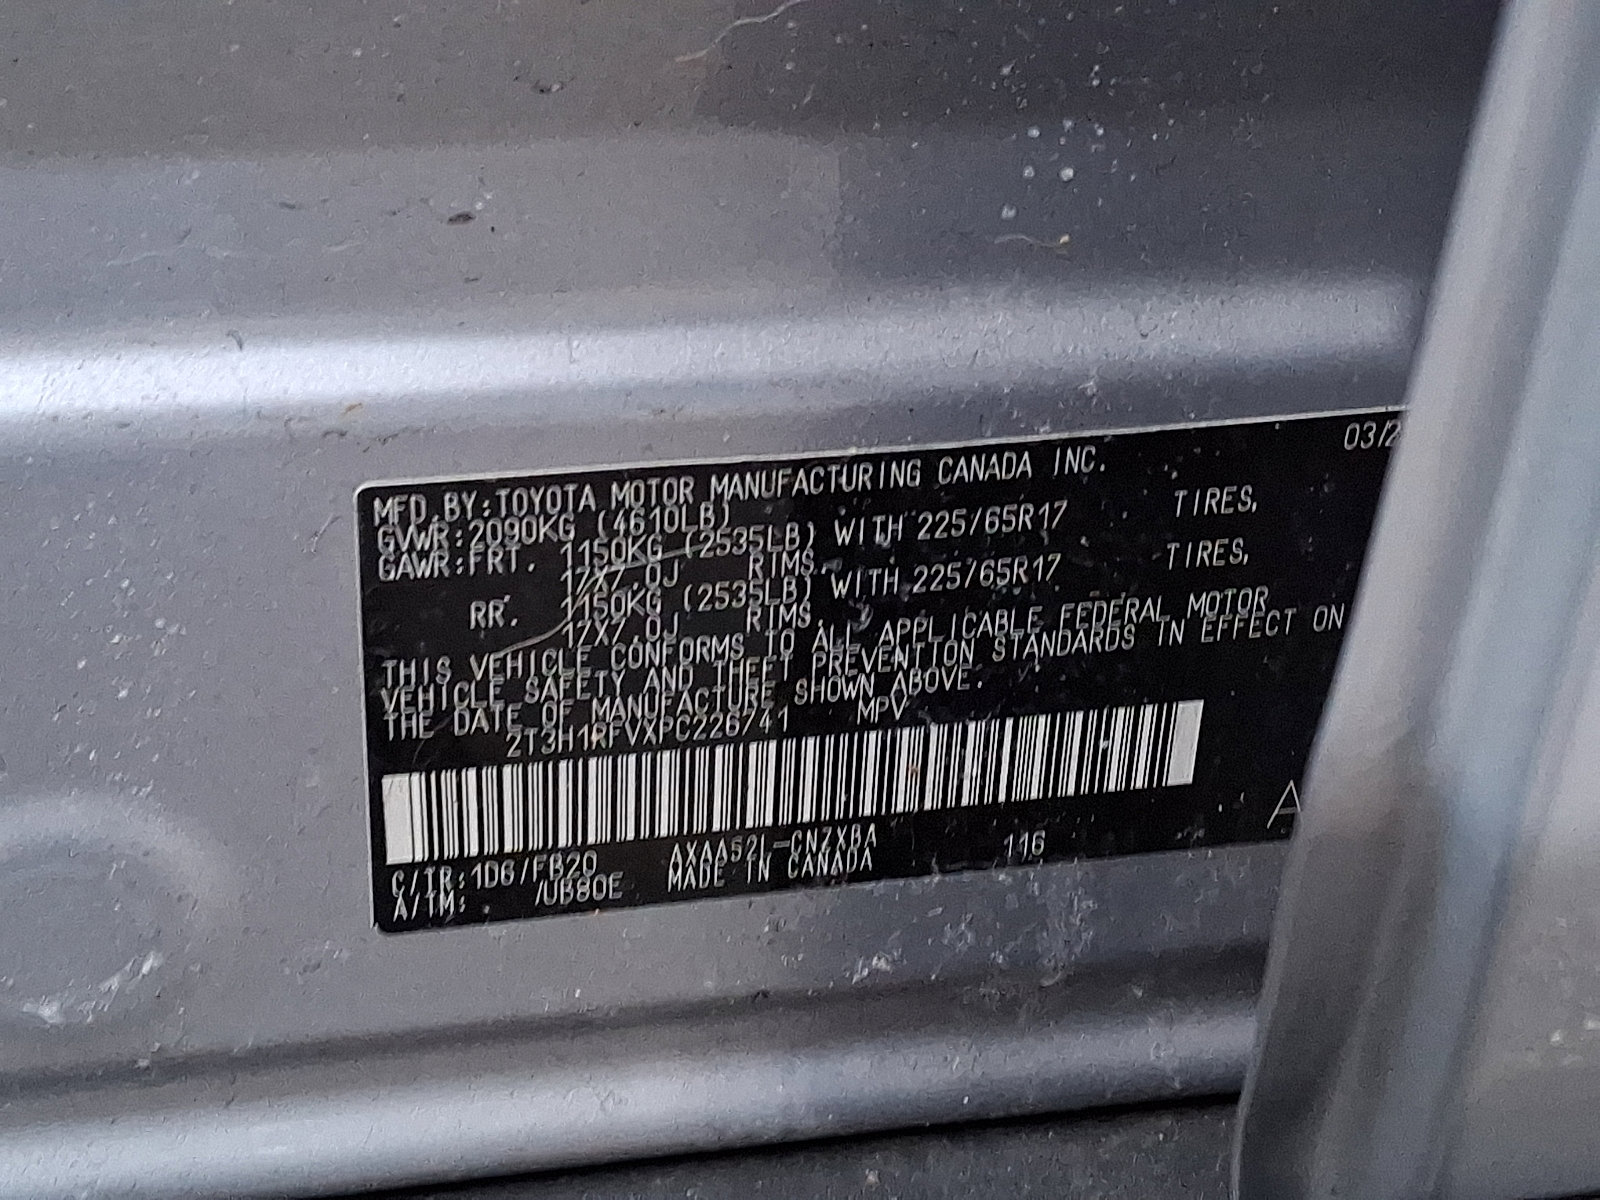 03/2
MFD.BY:TOYOTA MOTOR MANUFACTURING CANADA INC.
GVWR:2090KG (4610LB)
GAWR:FRT. 1150KG (2535LB) WITH 225/65R17 TIRES,
17X7.0J RIMS.
RR. 1150KG (2535LB) WITH 225/65R17 TIRES,
17X7.0J RIMS.
THIS VEHICLE CONFORMS TO ALL APPLICABLE FEDERAL MOTOR
VEHICLE SAFETY AND THEFT PREVENTION STANDARDS IN EFFECT ON
THE DATE OF MANUFACTURE SHOWN ABOVE.
2T3H1RFVXPC226741 MPV
A
C/TR:1D6/FB20 AXAA52L-CNZXBA 116
A/TM: /UB80E MADE IN CANADA